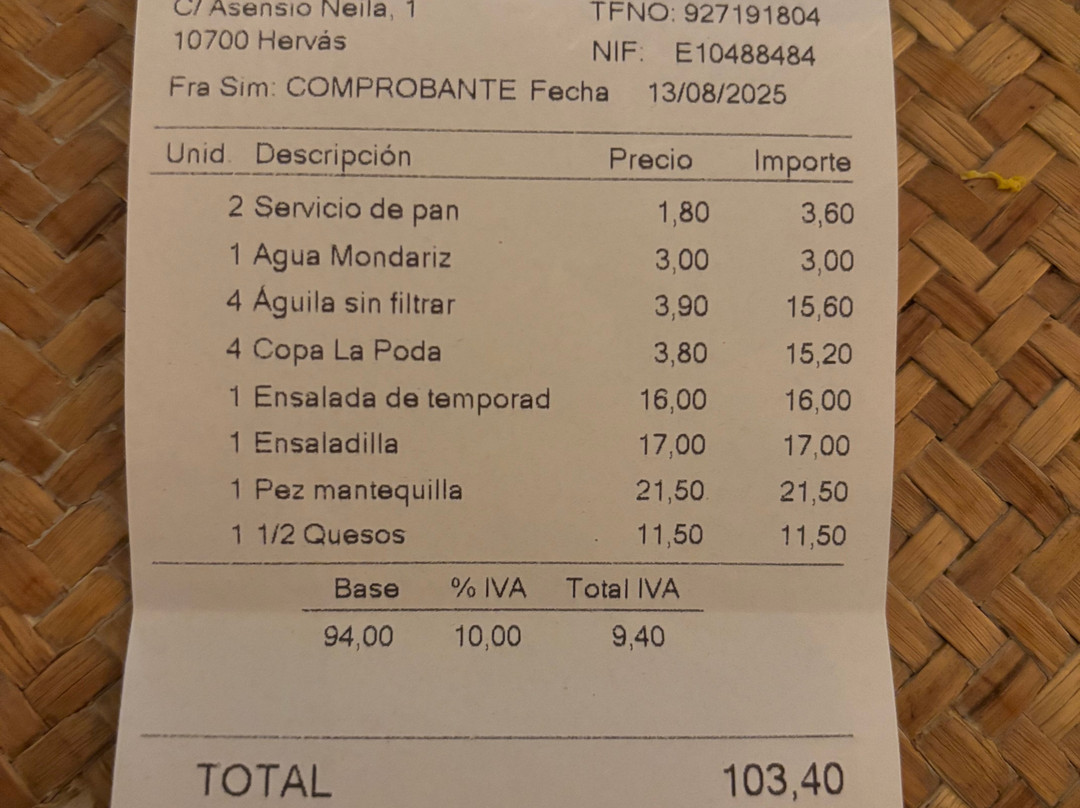 C/ Asensio Neila, 1 TFNO: 927191804
10700 Hervás NIF: E10488484
Fra Sim: COMPROBANTE Fecha 13/08/2025
Unid. Descripción Precio Importe
2 Servicio de pan 1,80 3,60
1 Agua Mondariz 3,00 3,00
4 Águila sin filtrar 3,90 15,60
4 Copa La Poda 3,80 15,20
1 Ensalada de temporad 16,00 16,00
1 Ensaladilla 17,00 17,00
1 Pez mantequilla 21,50 21,50
1 1/2 Quesos 11,50 11,50
Base % IVA Total IVA
94,00 10,00 9,40
TOTAL 103,40